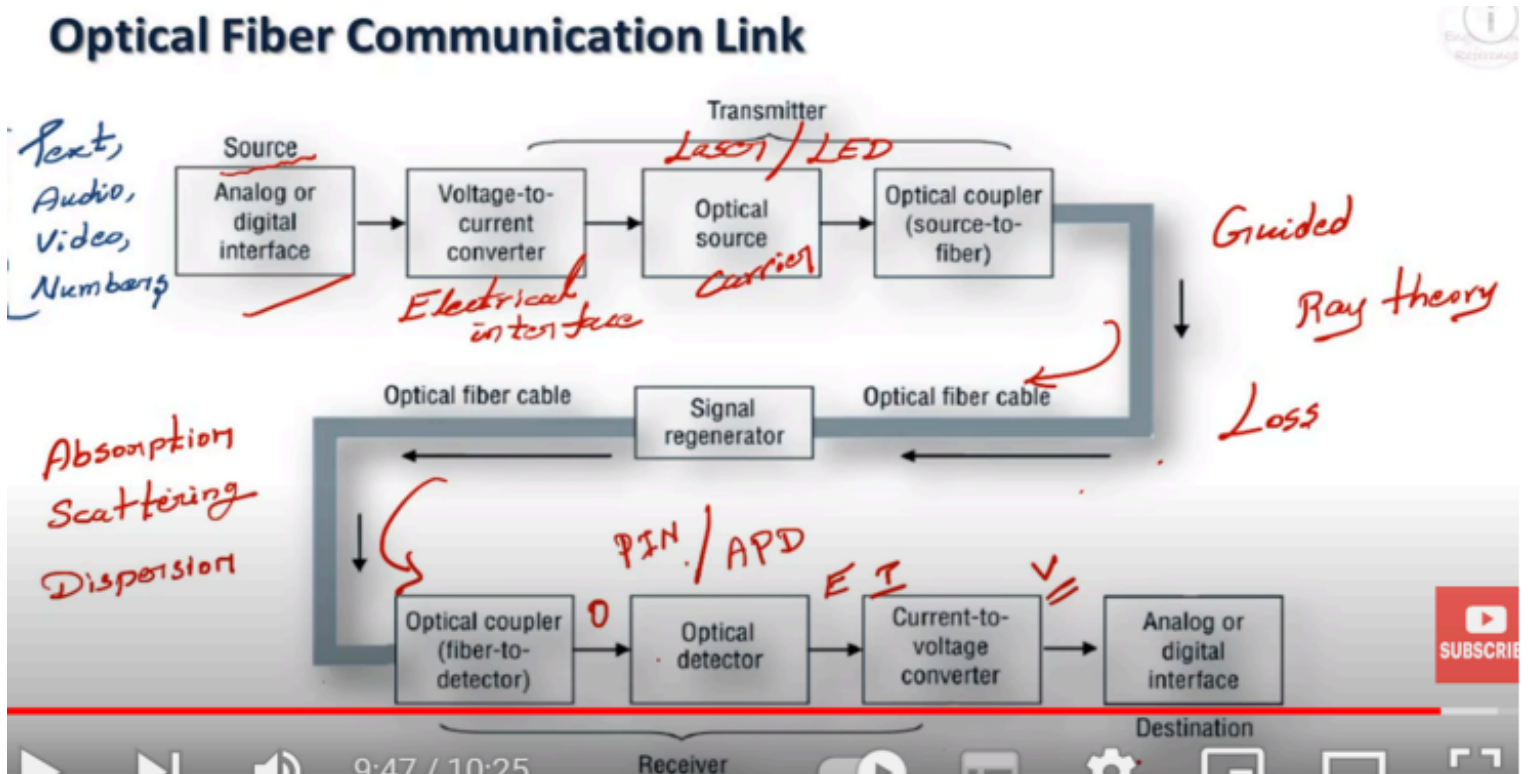 Optical Fiber Communication Link
Transmitter
Text,
Audio,
Video,
Numbers
Source
Laser/LED
Analog or
digital
interface
Voltage-to-
current
converter
Optical
source
Optical coupler
(source-to-
fiber)
Electrical
interface
Carrier
Guided
Ray theory
Loss
Optical fiber cable
Signal
regenerator
Optical fiber cable
Absorption
Scattering
Dispersion
PIN/APD
O
E I
V
Optical coupler
(fiber-to-
detector)
Optical
detector
Current-to-
voltage
converter
Analog or
digital
interface
SUBSCRIBE
Destination
Receiver
9:47 / 10:25